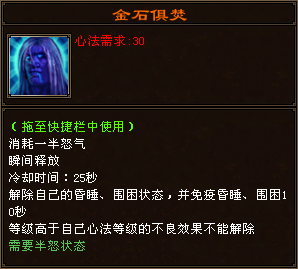 金石俱焚
心法需求:30
（拖至快捷栏中使用）
消耗一半怒气
瞬间释放
冷却时间：25秒
解除自己的昏睡、围困状态，并免疫昏睡、围困1
0秒
等级高于自己心法等级的不良效果不能解除
需要半怒状态